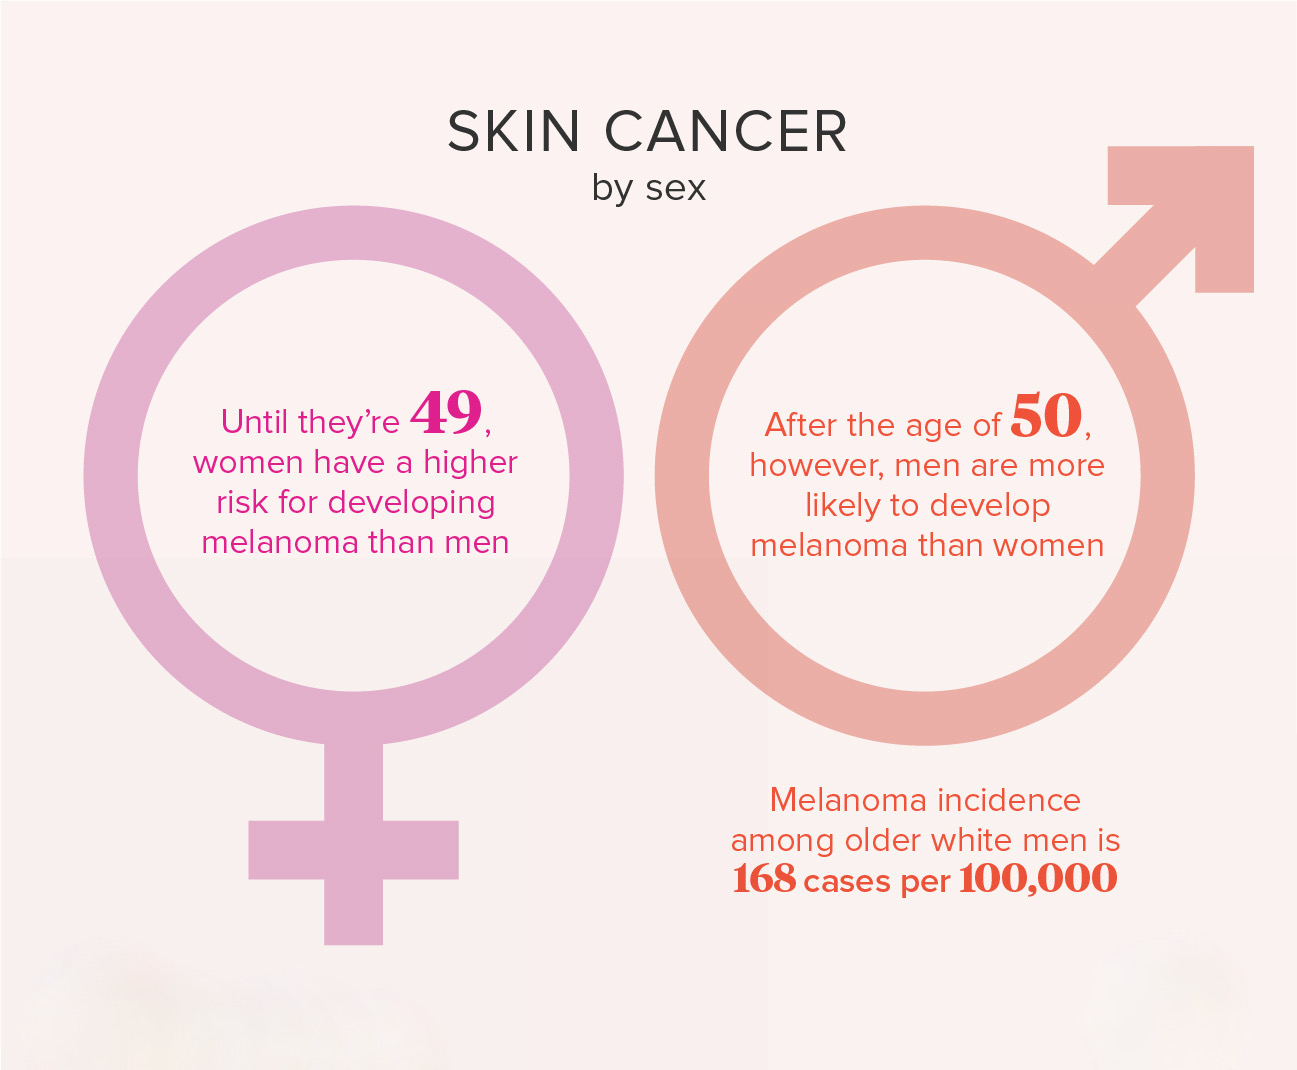 SKIN CANCER
by sex
Until they’re 49,
women have a higher
risk for developing
melanoma than men
After the age of 50,
however, men are more
likely to develop
melanoma than women
Melanoma incidence
among older white men is
168 cases per 100,000